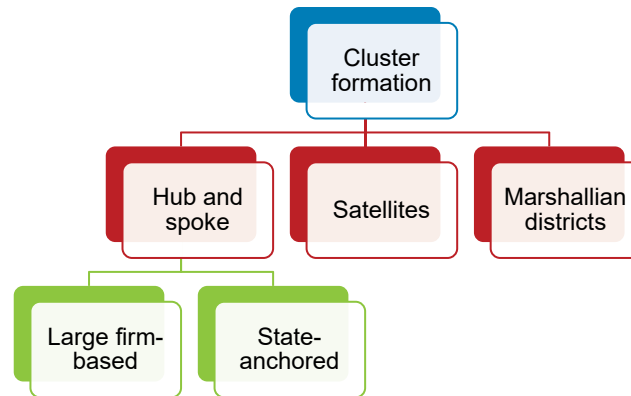 Cluster
formation
Hub and
spoke
Satellites
Marshallian
districts
Large firm-
based
State-
anchored